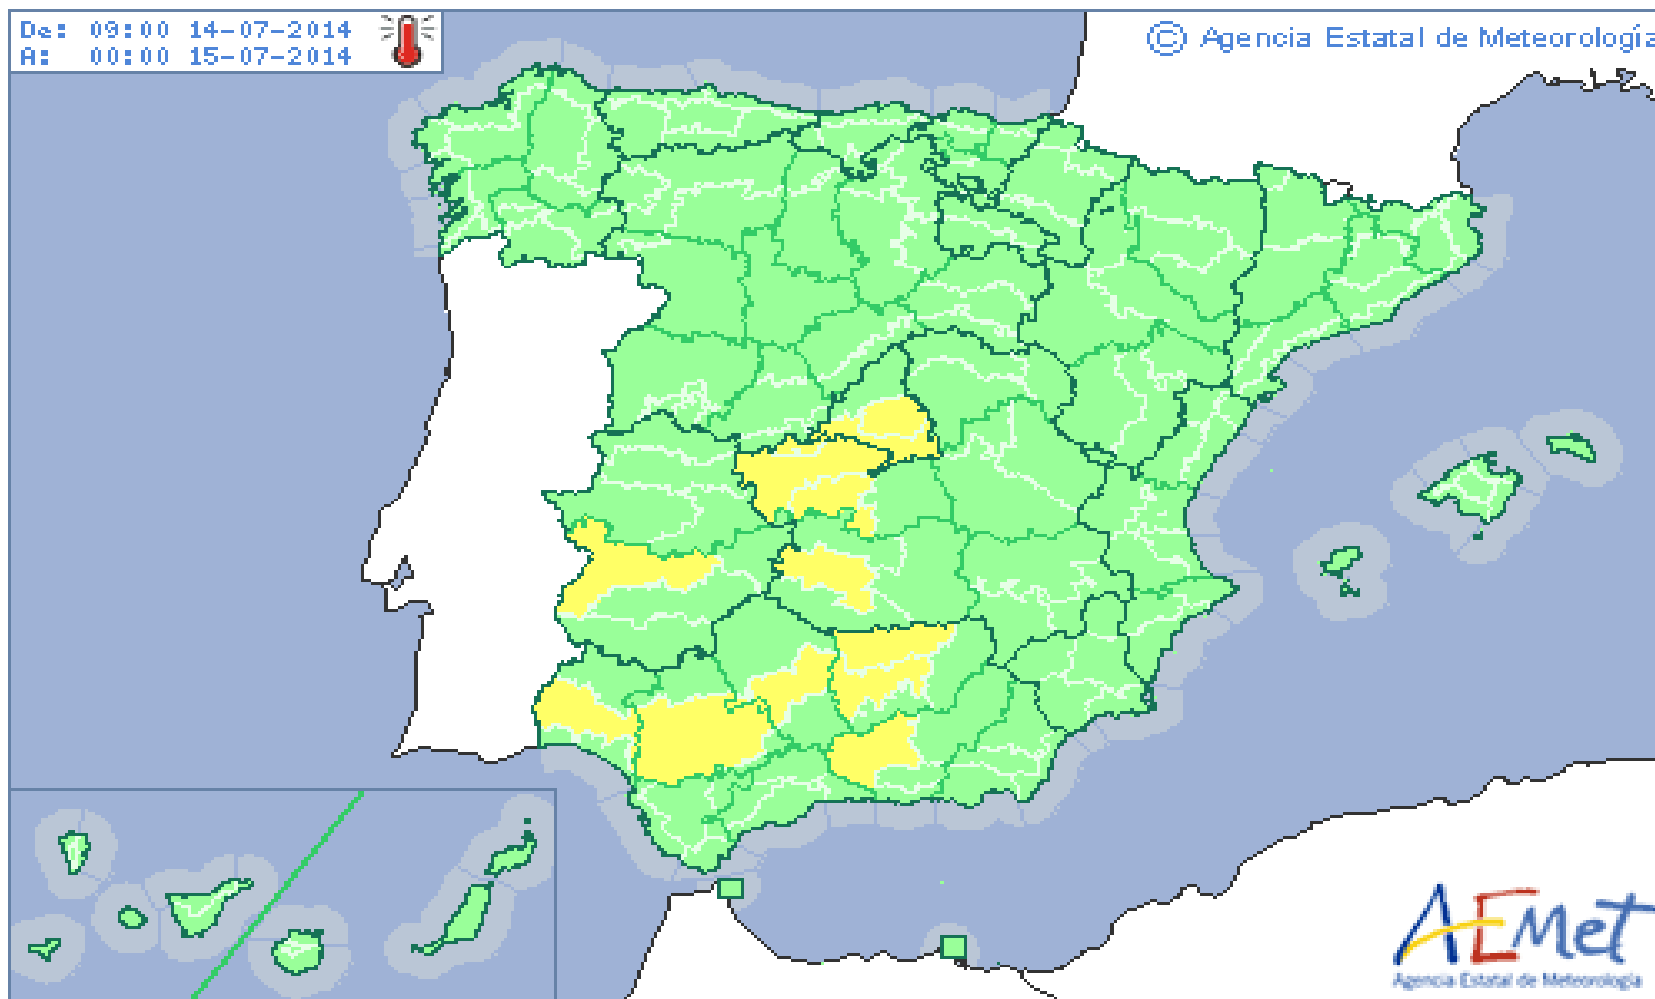 De: 09:00 14-07-2014
A: 00:00 15-07-2014
© Agencia Estatal de Meteorología
AEMet
Agencia Estatal de Meteorología